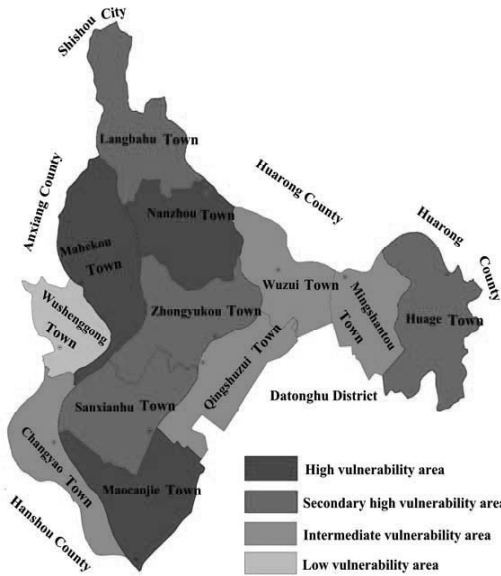 Shishou City
Langbahu Town
Anxiang County
Huarong County
Nanzhou Town
Mahekou
Town
Huarong
County
Wuzui Town
Mingshantou
Town
Wushenggong
Town
Zhongyukou Town
Huage Town
Qingshuzui Town
Datonghu District
Sanxianhu Town
Changyao Town
Maocaojie Town
Hanshou County
High vulnerability area
Secondary high vulnerability area
Intermediate vulnerability area
Low vulnerability area